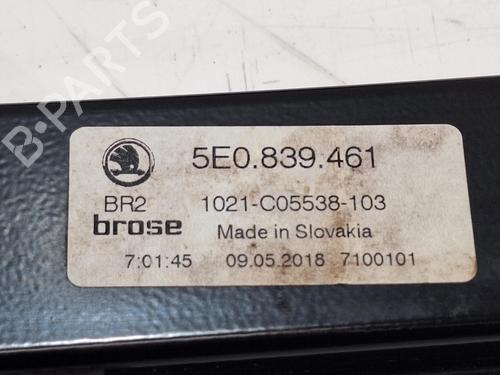 B-PARTS
5E0.839.461
BR2 1021-C05538-103
brose Made in Slovakia
7:01:45 09.05.2018 7100101